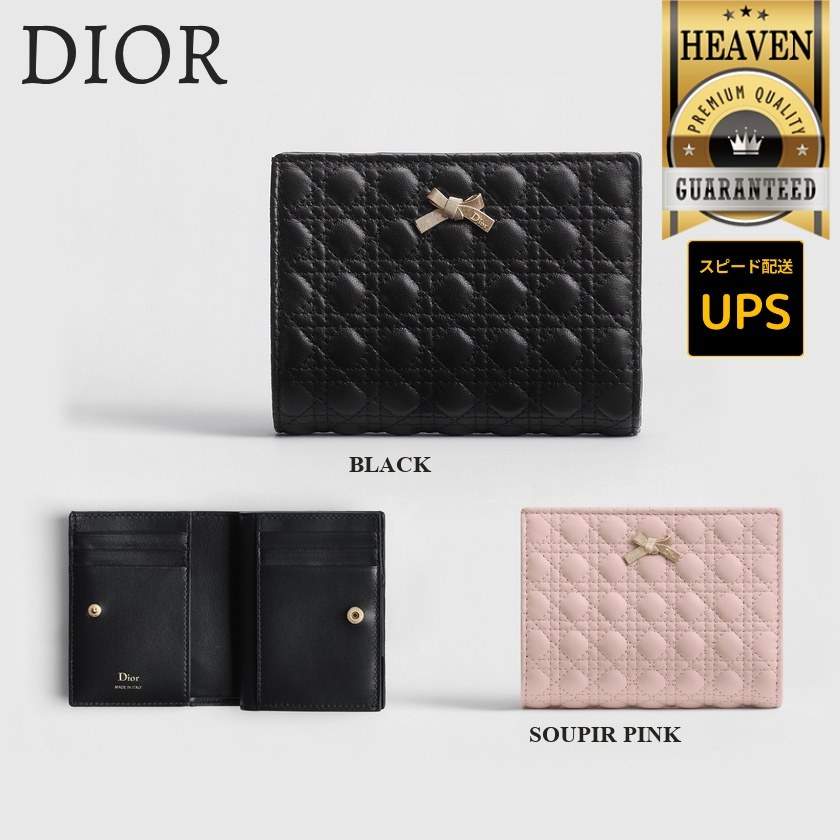 DIOR
HEAVEN
PREMIUM QUALITY
GUARANTEED
スピード配送
UPS
Dior
BLACK
Dior
MADE IN ITALY
SOUPIR PINK